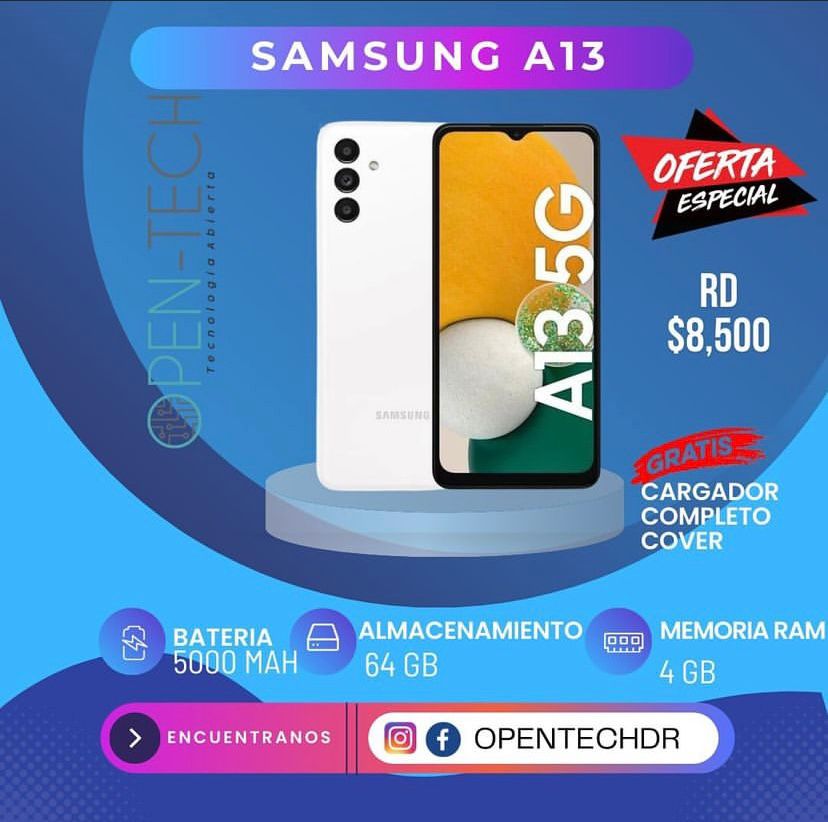 SAMSUNG A13
OPEN-TECH
Tecnología Abierta
SAMSUNG
A13 5G
OFERTA
ESPECIAL
RD
$8,500
GRATIS
CARGADOR
COMPLETO
COVER
BATERIA
5000 MAH
ALMACENAMIENTO
64 GB
MEMORIA RAM
4 GB
ENCUENTRANOS
OPENTECHDR